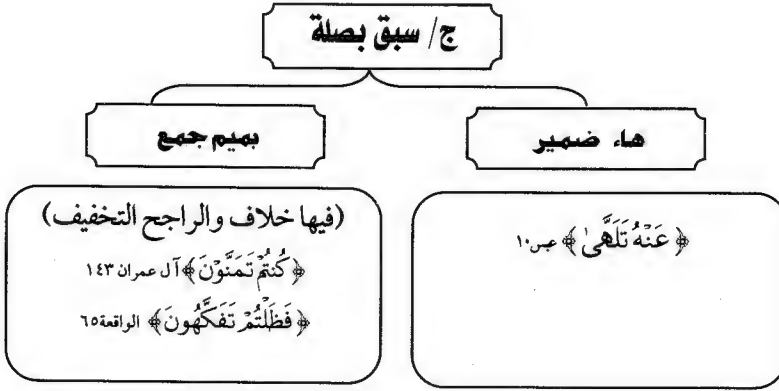 ج/ سبق بصلة
هاء ضمير
﴿عَنْهُ تَلَهَّىٰ﴾ عبس١٠
بميم جمع
(فيها خلاف والراجح التخفيف)
﴿كُنتُمْ تَمَنَّوْنَ﴾ آل عمران ١٤٣
﴿فَظَلْتُمْ تَفَكَّهُونَ﴾ الواقعة٦٥